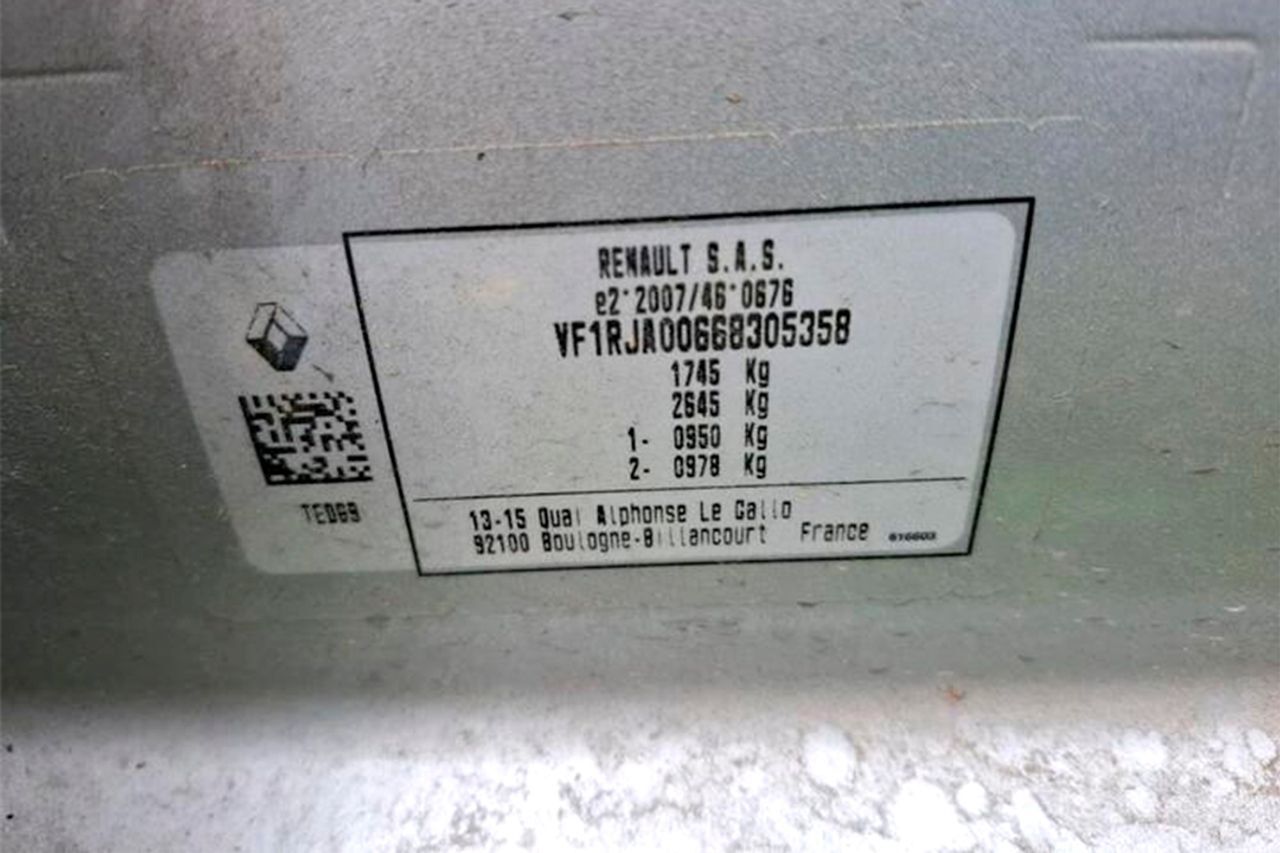 RENAULT S.A.S.
e2*2007/46*0676
VF1RJA00668305358
1745 Kg
2645 Kg
1- 0950 Kg
2- 0978 Kg
TED69
13-15 Quai Alphonse Le Gallo
92100 Boulogne-Billancourt France
616603